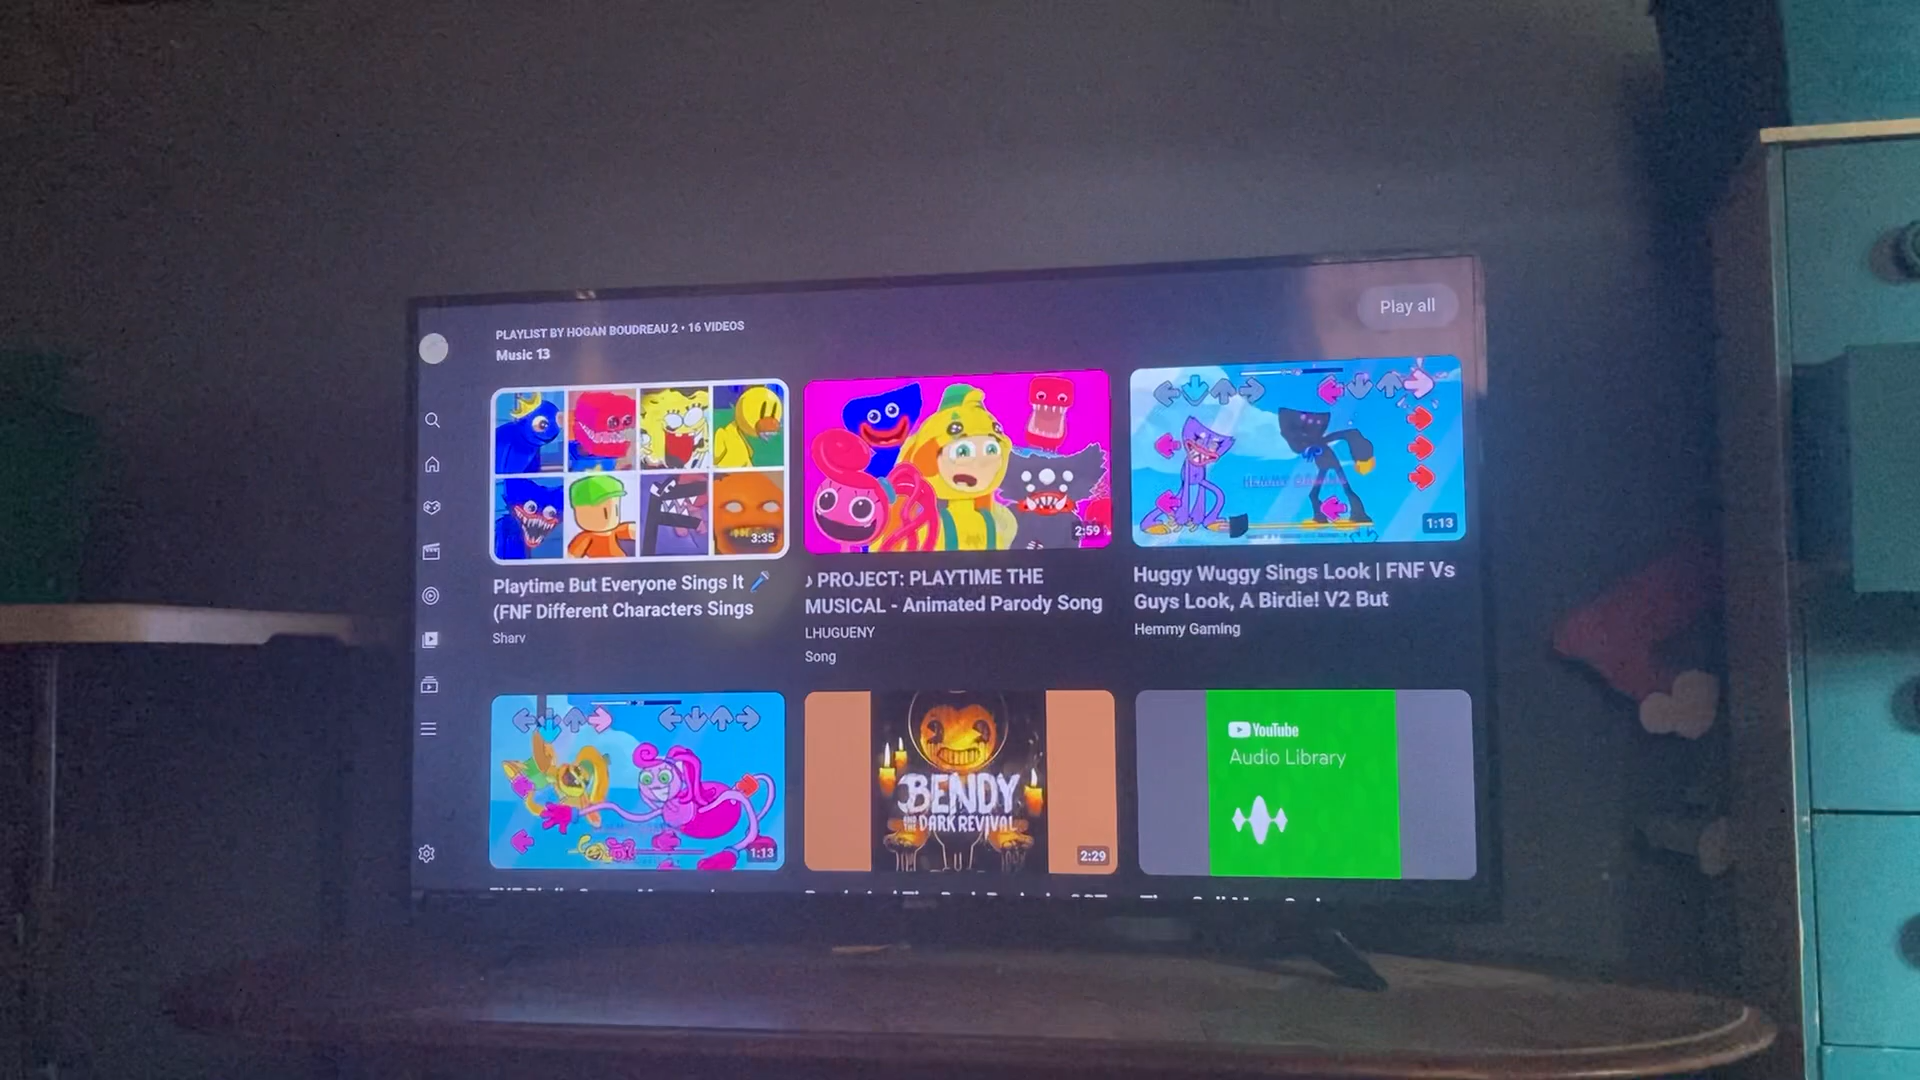 PLAYLIST BY HOGAN BOUDREAU 2 • 16 VIDEOS
Music 13
Play all
3:35
2:59
1:13
Playtime But Everyone Sings It 🎤
(FNF Different Characters Sings
Sharv
♪ PROJECT: PLAYTIME THE
MUSICAL - Animated Parody Song
LHUGUENY
Song
Huggy Wuggy Sings Look | FNF Vs
Guys Look, A Birdie! V2 But
Hemmy Gaming
1:13
BENDY
AND THE
DARK REVIVAL
2:29
YouTube
Audio Library